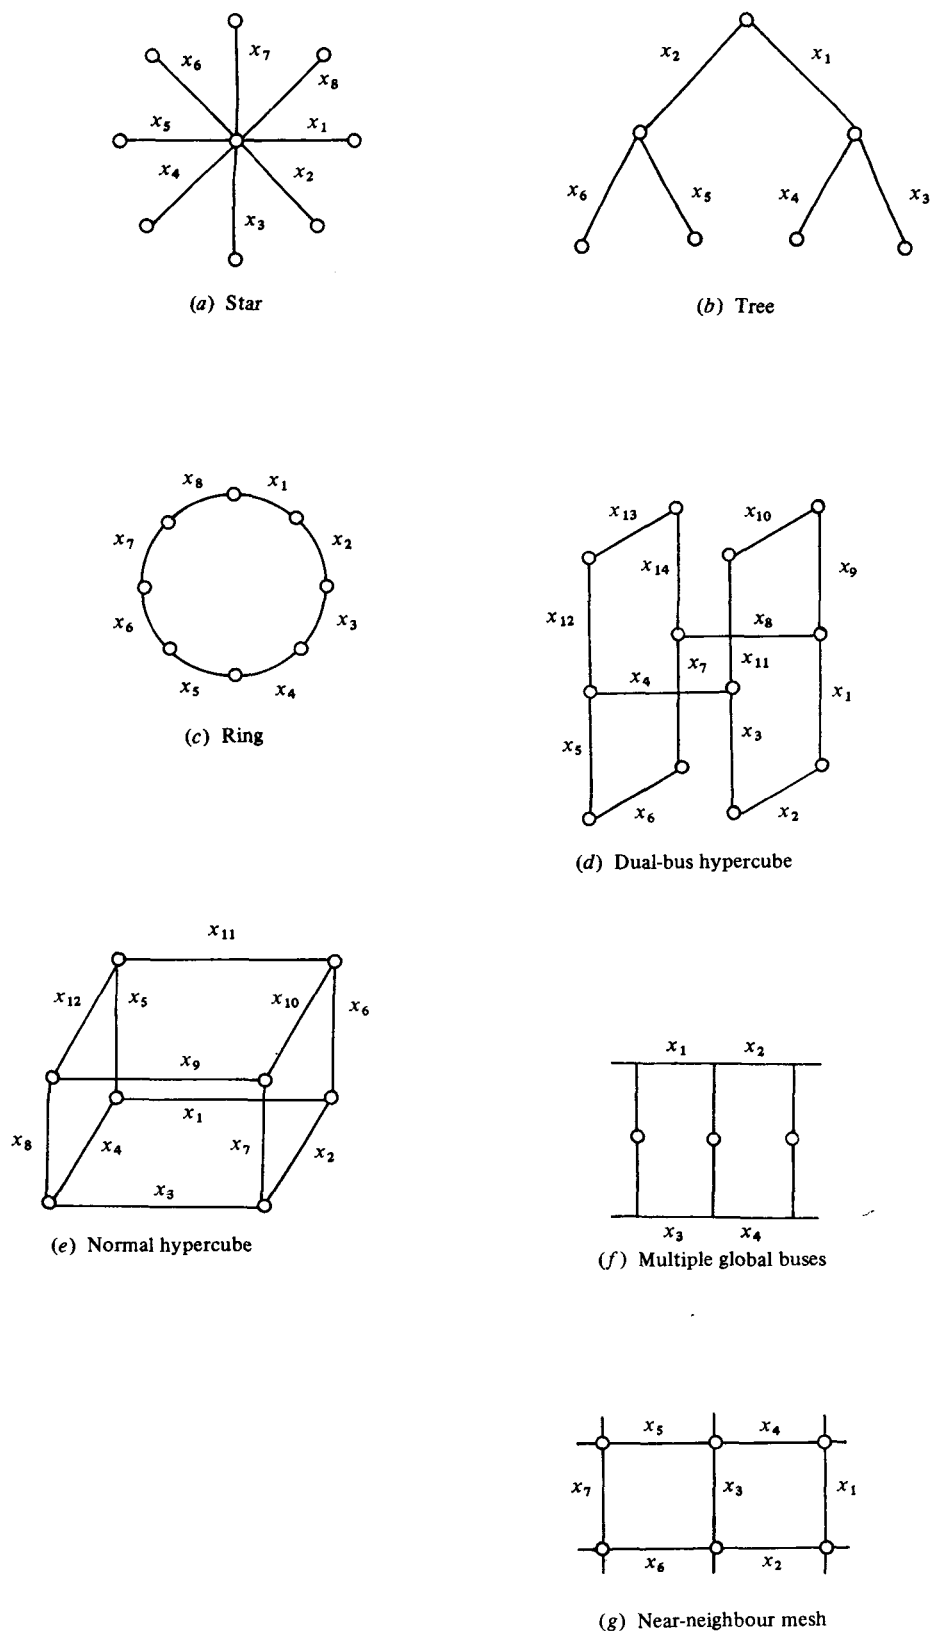 x₇
x₆
x₈
x₅
x₁
x₄
x₂
x₃
(a) Star
x₂
x₁
x₆
x₅
x₄
x₃
(b) Tree
x₈
x₁
x₇
x₂
x₆
x₃
x₅
x₄
(c) Ring
x₁₃
x₁₀
x₁₄
x₉
x₁₂
x₈
x₇
x₁₁
x₄
x₁
x₅
x₃
x₆
x₂
(d) Dual-bus hypercube
x₁₁
x₁₂
x₅
x₁₀
x₆
x₉
x₁
x₈
x₄
x₇
x₂
x₃
(e) Normal hypercube
x₁
x₂
x₃
x₄
(f) Multiple global buses
x₅
x₄
x₇
x₃
x₁
x₆
x₂
(g) Near-neighbour mesh